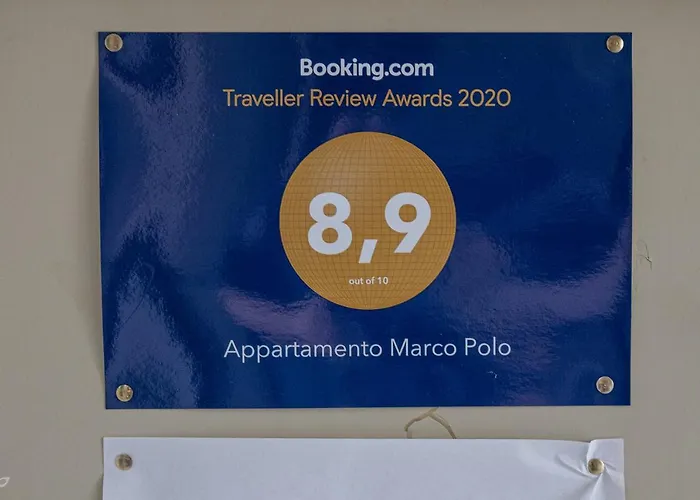 Booking.com
Traveller Review Awards 2020
8,9
out of 10
Appartamento Marco Polo